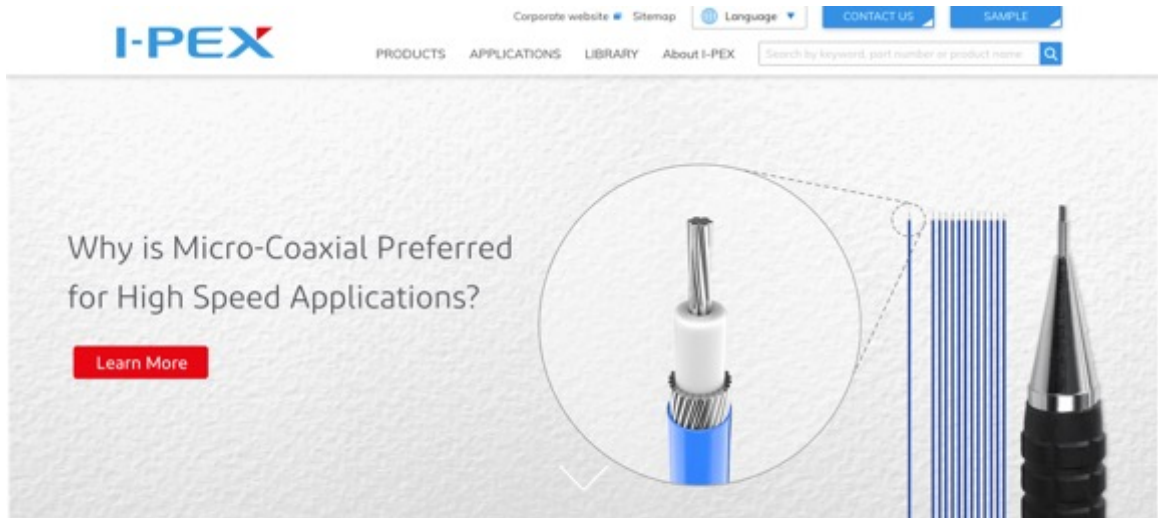 Corporate website
Sitemap
Language
CONTACT US
SAMPLE
I-PEX
PRODUCTS
APPLICATIONS
LIBRARY
About I-PEX
Search by keyword, part number or product name
Why is Micro-Coaxial Preferred
for High Speed Applications?
Learn More